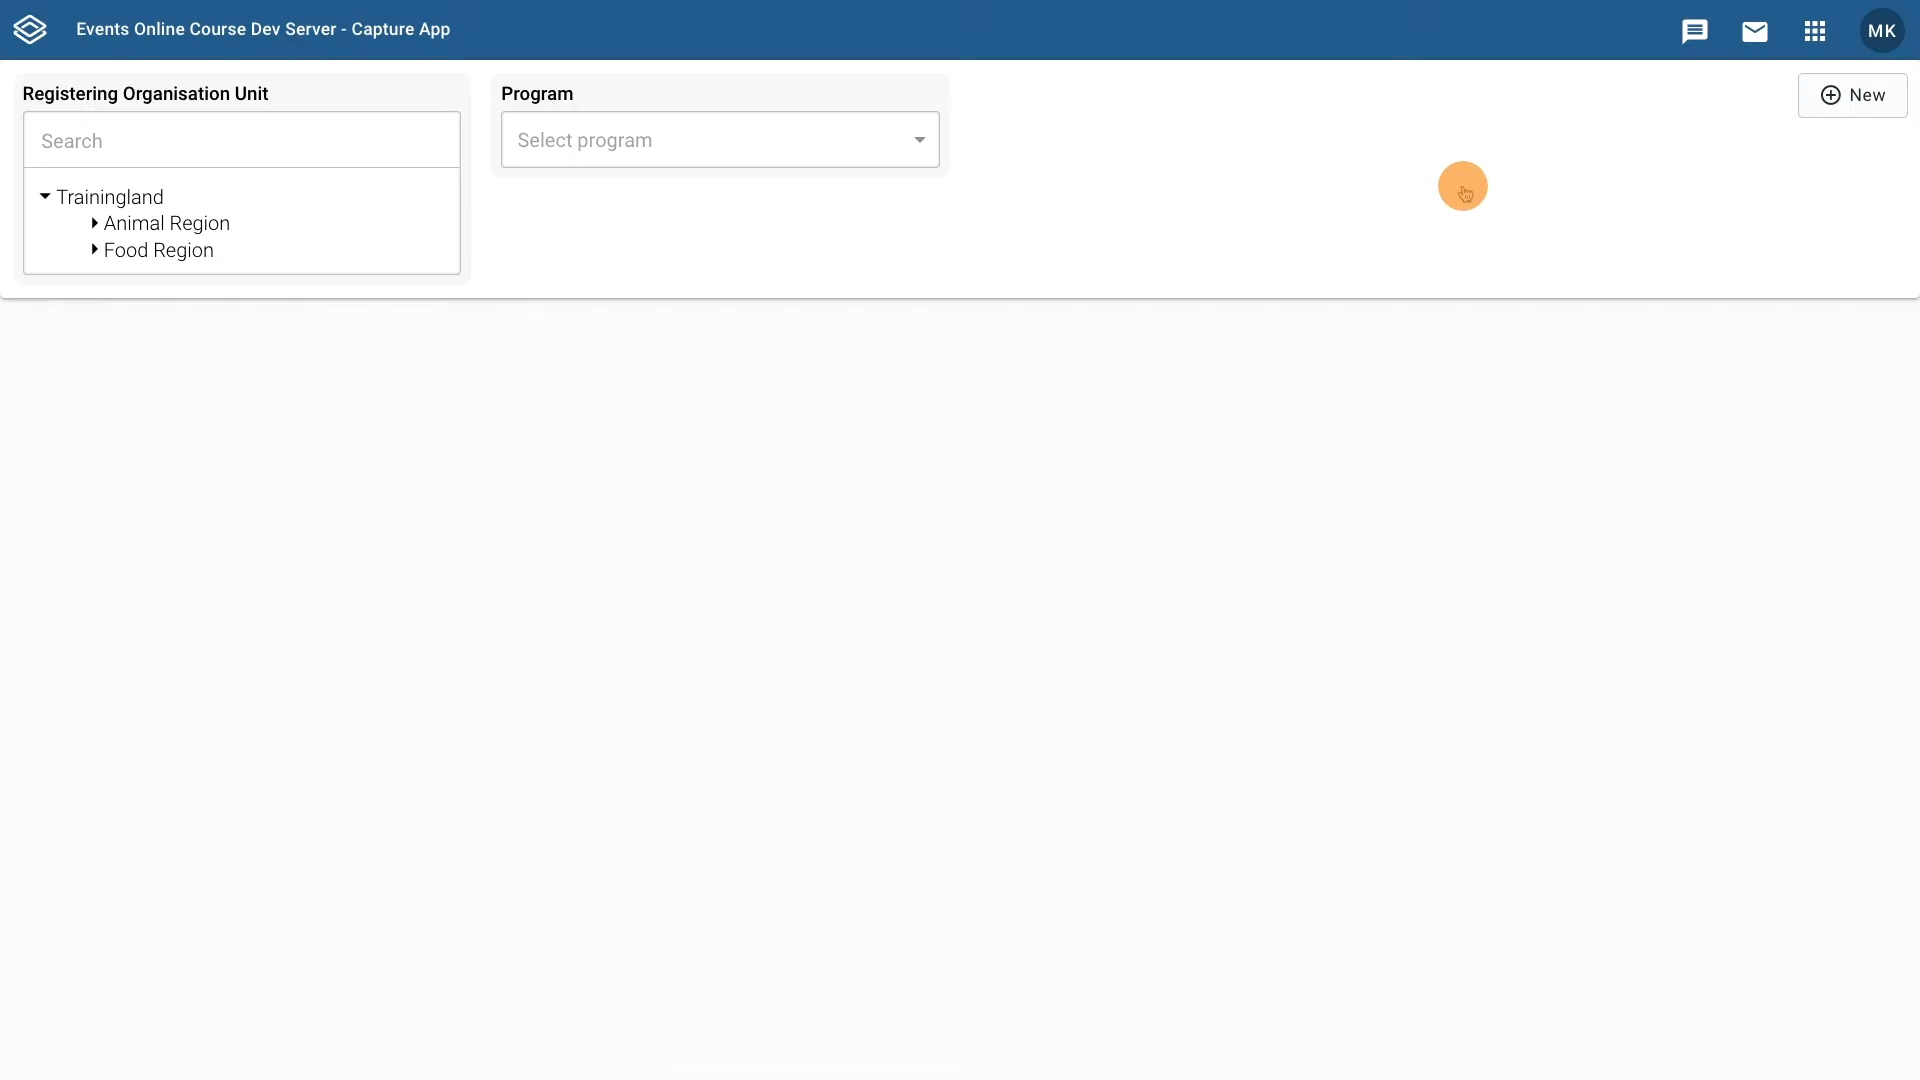 Events Online Course Dev Server - Capture App
MK
Registering Organisation Unit
Search
Trainingland
Animal Region
Food Region
Program
Select program
New